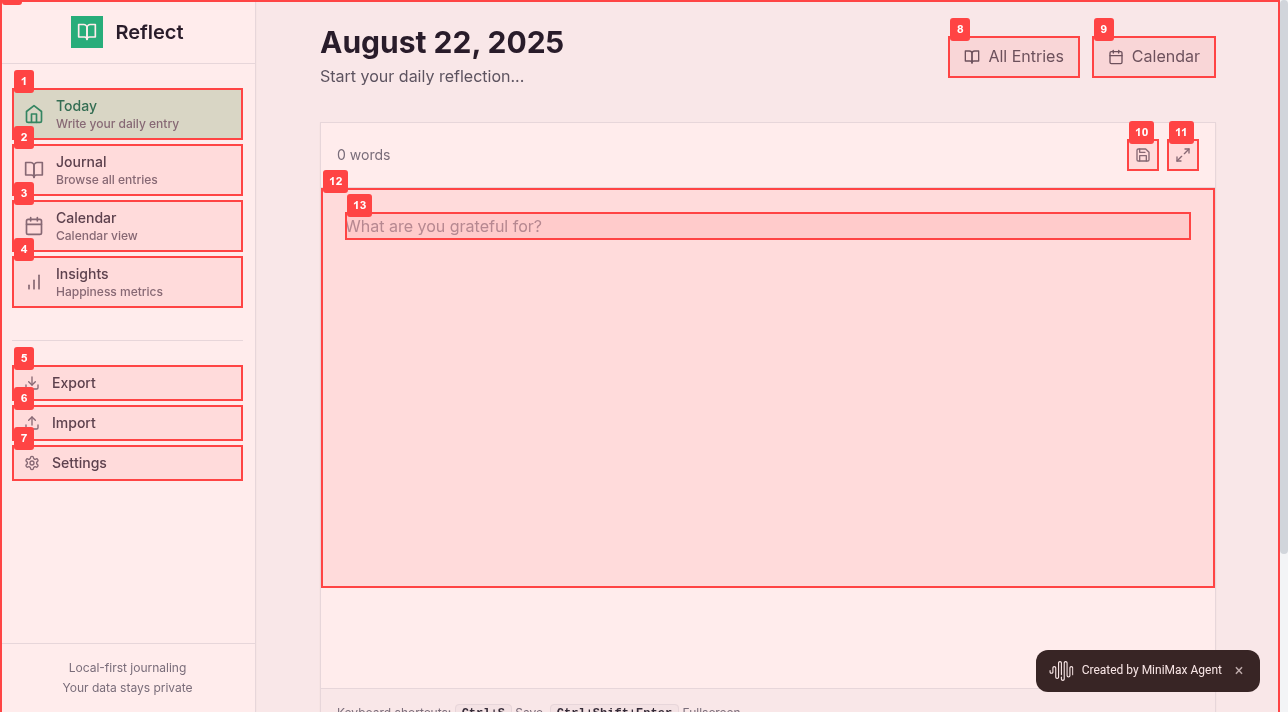 Reflect
1
Today
Write your daily entry
2
Journal
Browse all entries
3
Calendar
Calendar view
4
Insights
Happiness metrics
5
Export
6
Import
7
Settings
Local-first journaling
Your data stays private
August 22, 2025
Start your daily reflection...
8
All Entries
9
Calendar
0 words
10
11
12
13
What are you grateful for?
Keyboard shortcuts: Ctrl+S Save, Ctrl+Shift+Enter Fullscreen
Created by MiniMax Agent ×